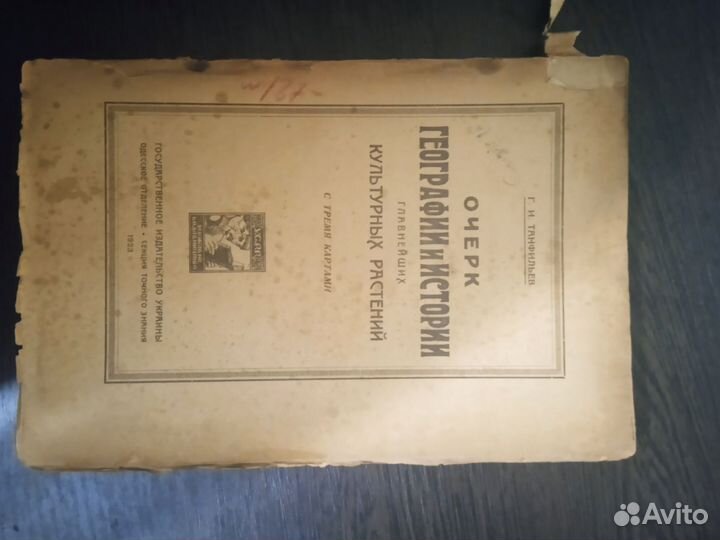 Г. И. ТАНФИЛЬЕВ
ОЧЕРК
ГЕОГРАФИИ И ИСТОРИИ
ГЛАВНЕЙШИХ
КУЛЬТУРНЫХ РАСТЕНИЙ
С ТРЕМЯ КАРТАМИ
ГОСУДАРСТВЕННОЕ ИЗДАТЕЛЬСТВО УКРАИНЫ
ОДЕССКОЕ ОТДЕЛЕНИЕ • СЕКЦИЯ ТОЧНОГО ЗНАНИЯ
1923
Avito